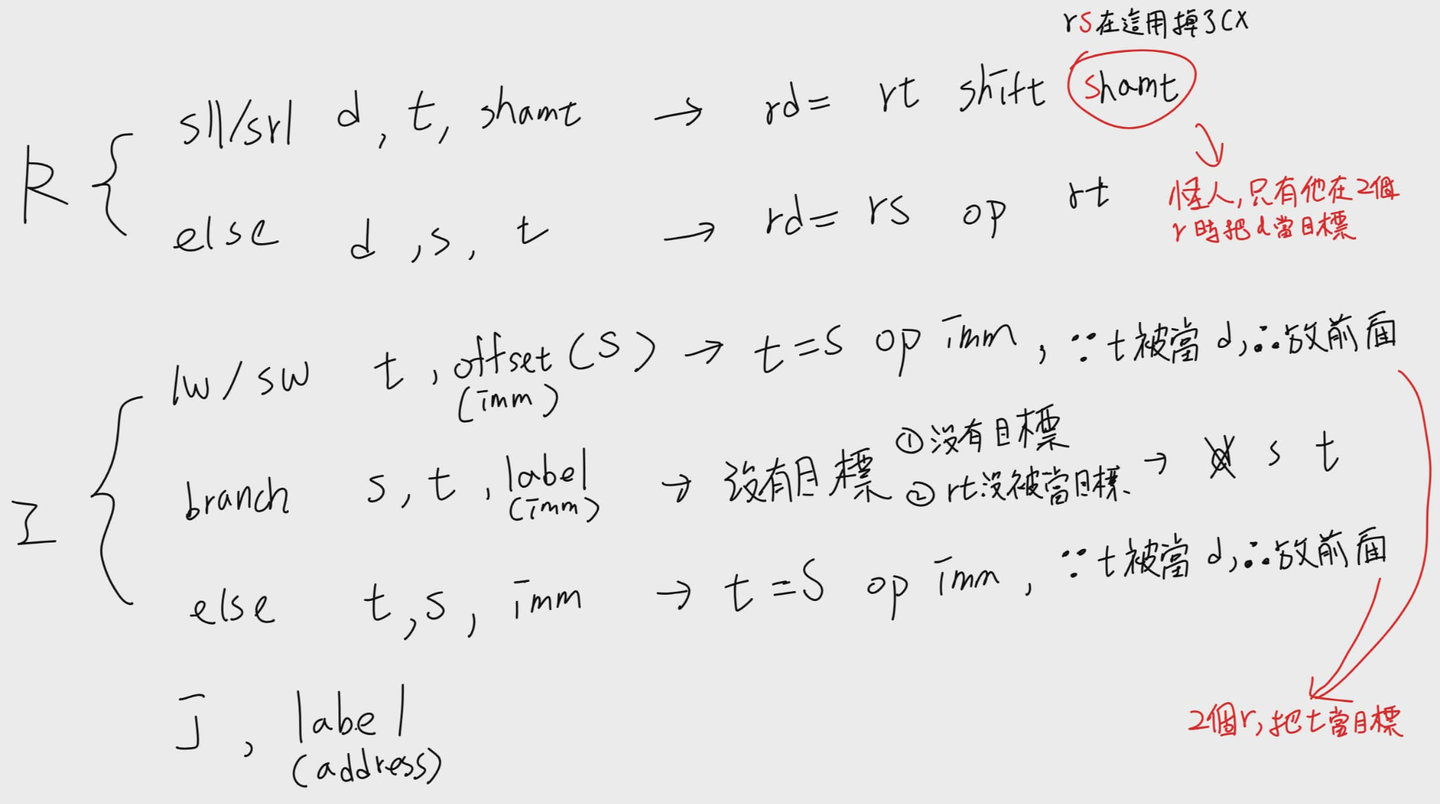 rs在這用掉了CX
R { sll/srl d, t, shamt → rd = rt shift shamt
怪人,只有他在2個
r時把d當目標
else d, s, t → rd = rs op rt
I { lw/sw t, offset(s) → t=s op imm, ∵t被當d,∴放前面
(imm)
branch s, t, label → 沒有目標 ①沒有目標
(imm) ②rt沒被當目標 → s t
else t, s, imm → t=s op imm, ∵t被當d,∴放前面
2個r,把t當目標
J, label
(address)